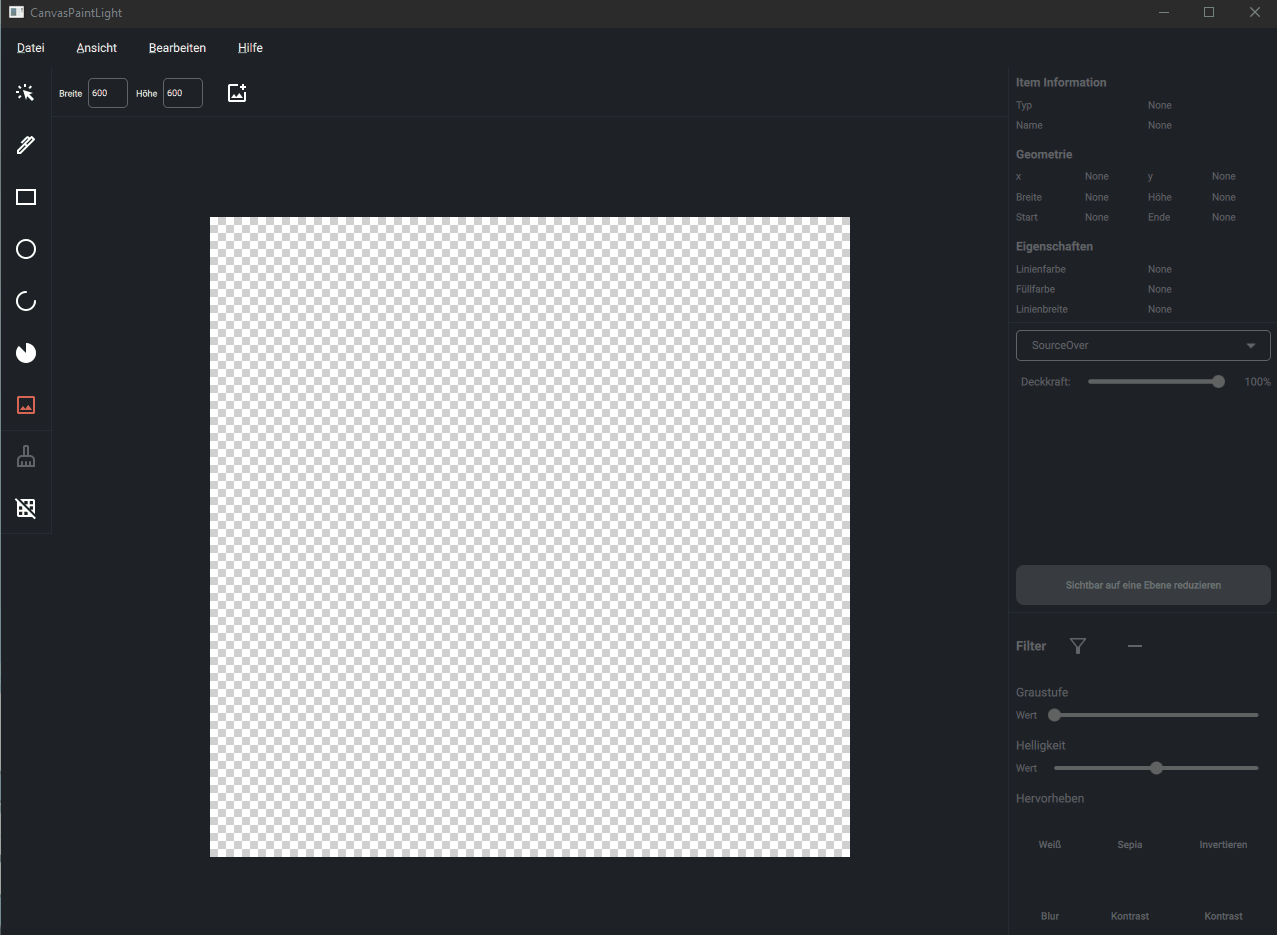 CanvasPaintLight
Datei Ansicht Bearbeiten Hilfe
Breite 600 Höhe 600
Item Information
Typ None
Name None
Geometrie
x None y None
Breite None Höhe None
Start None Ende None
Eigenschaften
Linienfarbe None
Füllfarbe None
Linienbreite None
SourceOver
Deckkraft: 100%
Sichtbar auf eine Ebene reduzieren
Filter
Graustufe
Wert
Helligkeit
Wert
Hervorheben
Weiß Sepia Invertieren
Blur Kontrast Kontrast